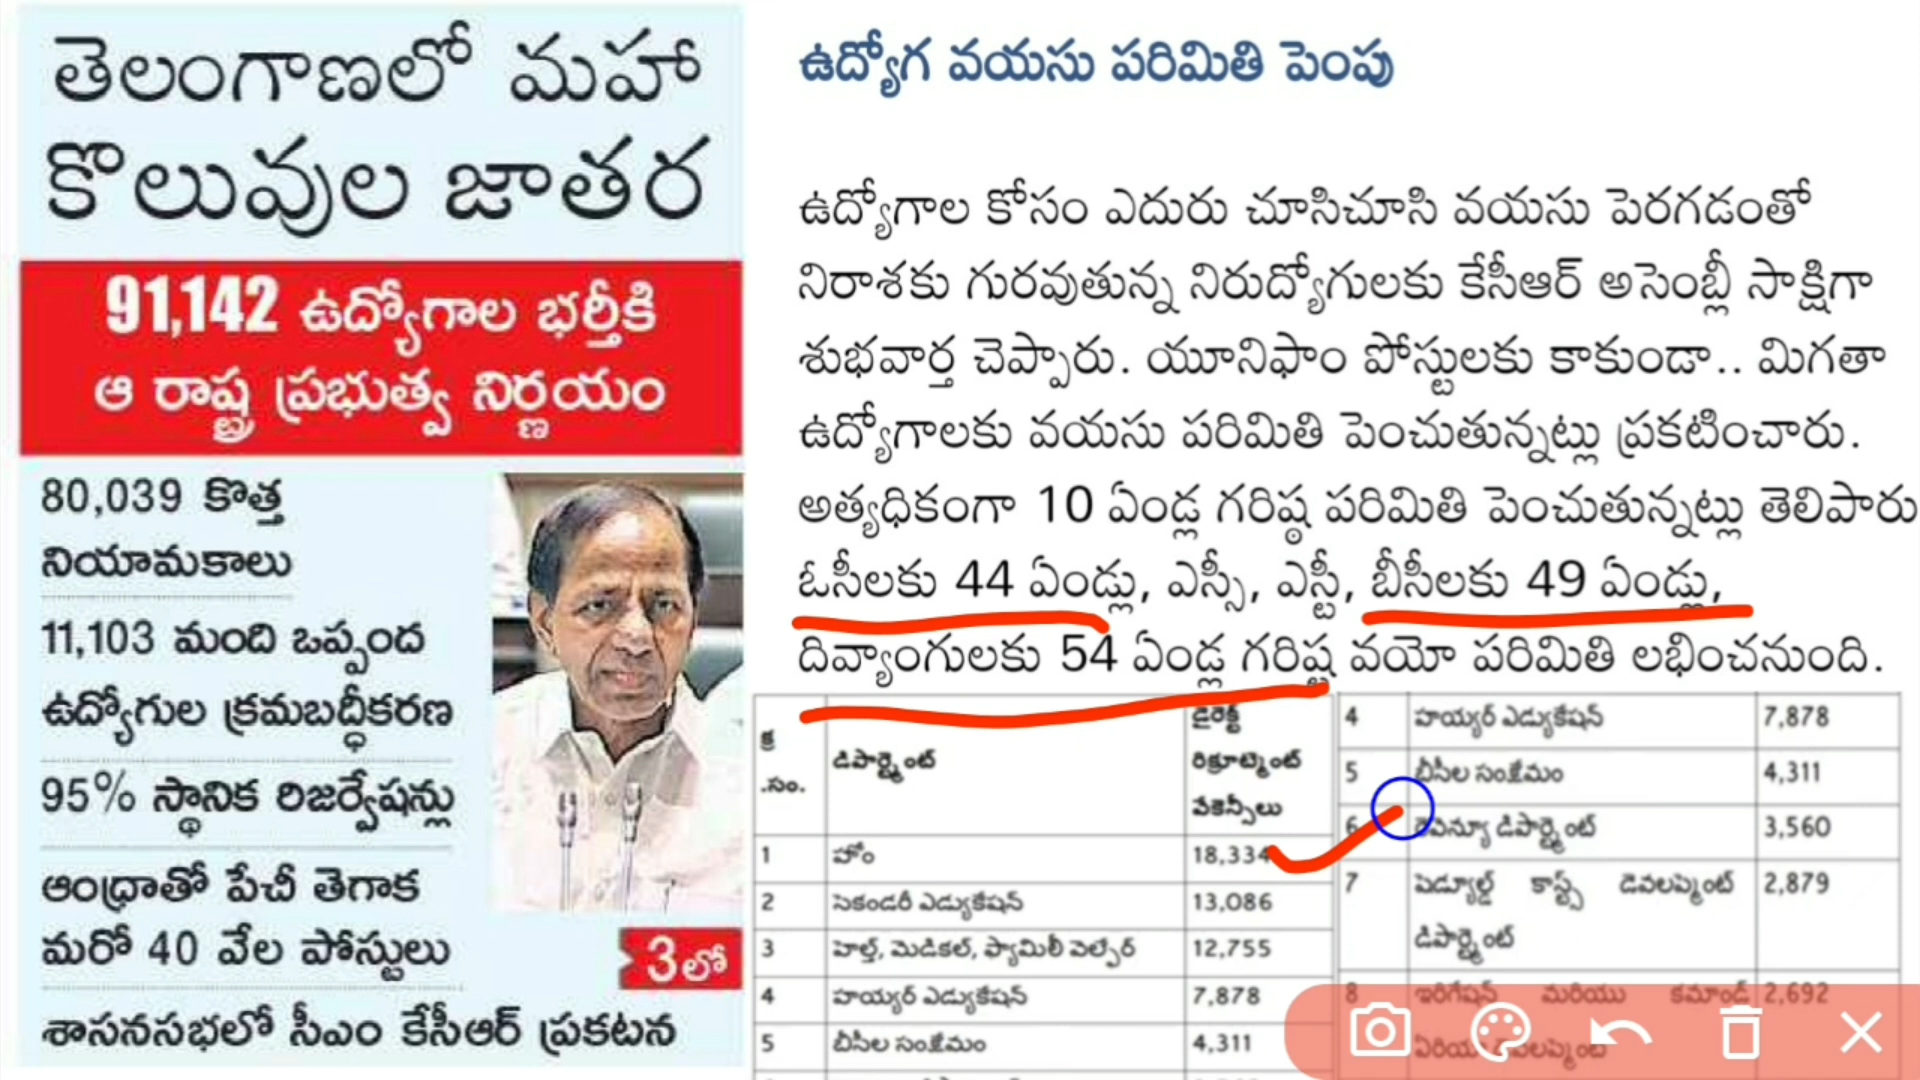 తెలంగాణలో మహా
కొలువుల జాతర
91,142 ఉద్యోగాల భర్తీకి
ఆ రాష్ట్ర ప్రభుత్వ నిర్ణయం
80,039 కొత్త
నియామకాలు
11,103 మంది ఒప్పంద
ఉద్యోగుల క్రమబద్ధీకరణ
95% స్థానిక రిజర్వేషన్లు
ఆంధ్రాతో పేచీ తెగాక
మరో 40 వేల పోస్టులు
3లో
శాసనసభలో సీఎం కేసీఆర్ ప్రకటన
ఉద్యోగ వయసు పరిమితి పెంపు
ఉద్యోగాల కోసం ఎదురు చూసిచూసి వయసు పెరగడంతో
నిరాశకు గురవుతున్న నిరుద్యోగులకు కేసీఆర్ అసెంబ్లీ సాక్షిగా
శుభవార్త చెప్పారు. యూనిఫాం పోస్టులకు కాకుండా.. మిగతా
ఉద్యోగాలకు వయసు పరిమితి పెంచుతున్నట్లు ప్రకటించారు.
అత్యధికంగా 10 ఏండ్ల గరిష్ఠ పరిమితి పెంచుతున్నట్లు తెలిపారు
ఓసీలకు 44 ఏండ్లు, ఎస్సీ, ఎస్టీ, బీసీలకు 49 ఏండ్లు,
దివ్యాంగులకు 54 ఏండ్ల గరిష్ట వయో పరిమితి లభించనుంది.
క్ర.సం. డిపార్ట్మెంట్ డైరెక్ట్ రిక్రూట్మెంట్ వేకెన్సీలు
1 హోం 18,334
2 సెకండరీ ఎడ్యుకేషన్ 13,086
3 హెల్త్, మెడికల్, ఫ్యామిలీ వెల్ఫేర్ 12,755
4 హయ్యర్ ఎడ్యుకేషన్ 7,878
5 బీసీల సంక్షేమం 4,311
4 హయ్యర్ ఎడ్యుకేషన్ 7,878
5 బీసీల సంక్షేమం 4,311
6 రెవెన్యూ డిపార్ట్మెంట్ 3,560
7 షెడ్యూల్డ్ కాస్ట్స్ డెవలప్మెంట్ 2,879
డిపార్ట్మెంట్
8 ఇరిగేషన్ మరియు కమాండ్ 2,692
ఏరియా డెవలప్మెంట్